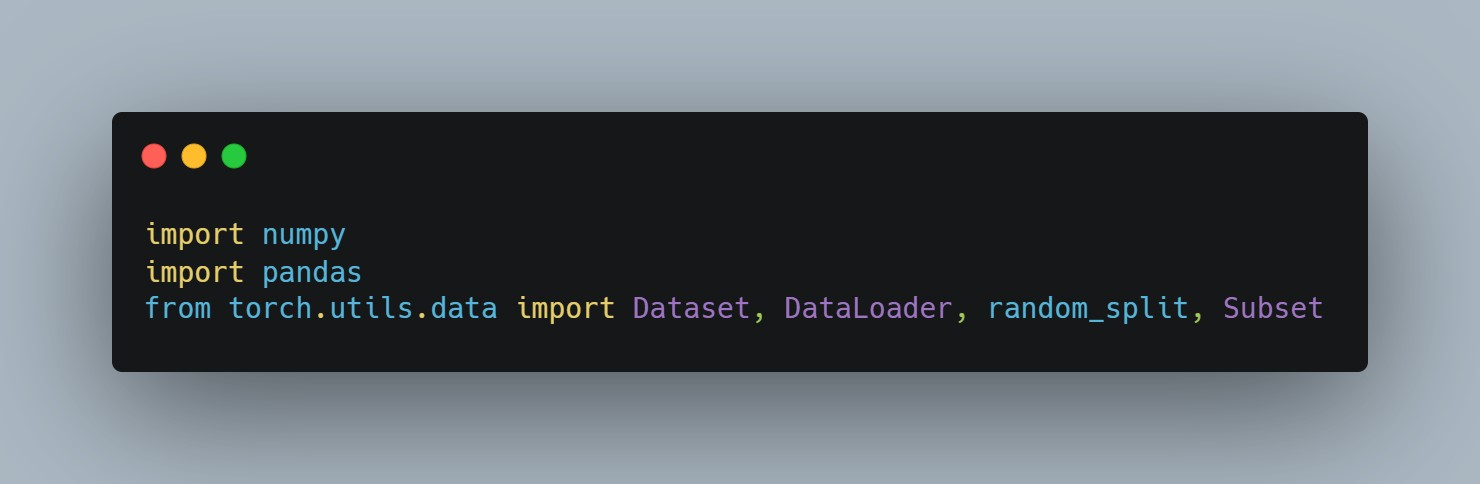 import numpy
import pandas
from torch.utils.data import Dataset, DataLoader, random_split, Subset